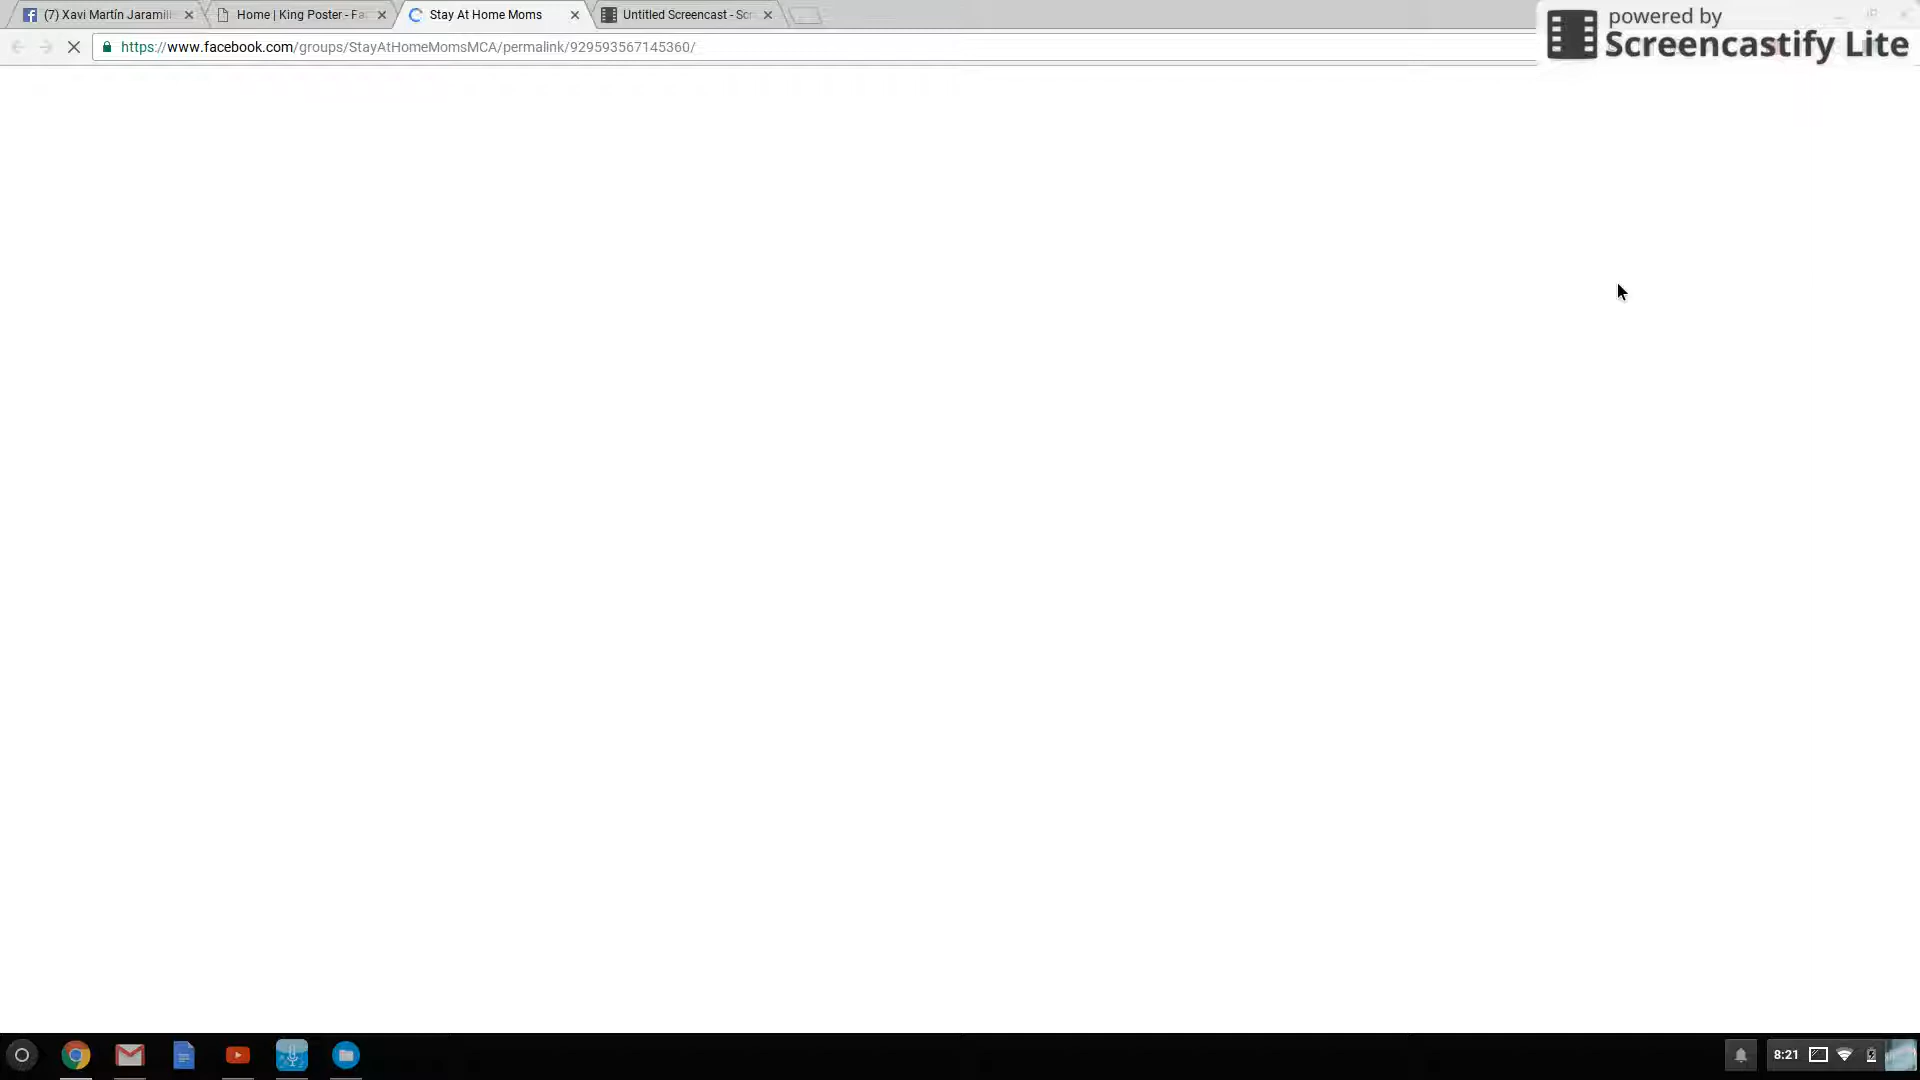 (7) Xavi Martín Jaramil
Home | King Poster - Fa
Stay At Home Moms
Untitled Screencast - Scr
https://www.facebook.com/groups/StayAtHomeMomsMCA/permalink/929593567145360/
powered by
Screencastify Lite
8:21